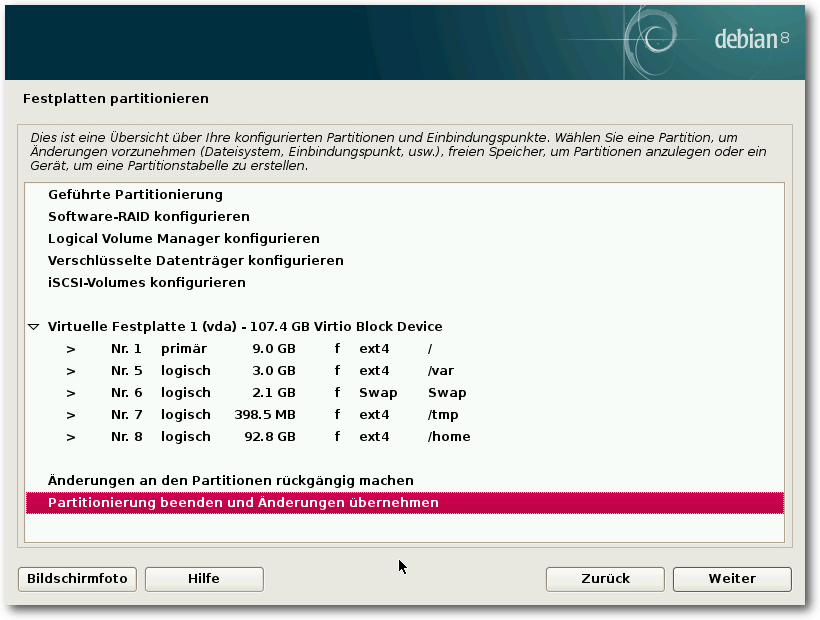 debian 8
Festplatten partitionieren
Dies ist eine Übersicht über Ihre konfigurierten Partitionen und Einbindungspunkte. Wählen Sie eine Partition, um
Änderungen vorzunehmen (Dateisystem, Einbindungspunkt, usw.), freien Speicher, um Partitionen anzulegen oder ein
Gerät, um eine Partitionstabelle zu erstellen.
Geführte Partitionierung
Software-RAID konfigurieren
Logical Volume Manager konfigurieren
Verschlüsselte Datenträger konfigurieren
iSCSI-Volumes konfigurieren
Virtuelle Festplatte 1 (vda) - 107.4 GB Virtio Block Device
> Nr. 1 primär 9.0 GB f ext4 /
> Nr. 5 logisch 3.0 GB f ext4 /var
> Nr. 6 logisch 2.1 GB f Swap Swap
> Nr. 7 logisch 398.5 MB f ext4 /tmp
> Nr. 8 logisch 92.8 GB f ext4 /home
Änderungen an den Partitionen rückgängig machen
Partitionierung beenden und Änderungen übernehmen
Bildschirmfoto Hilfe Zurück Weiter